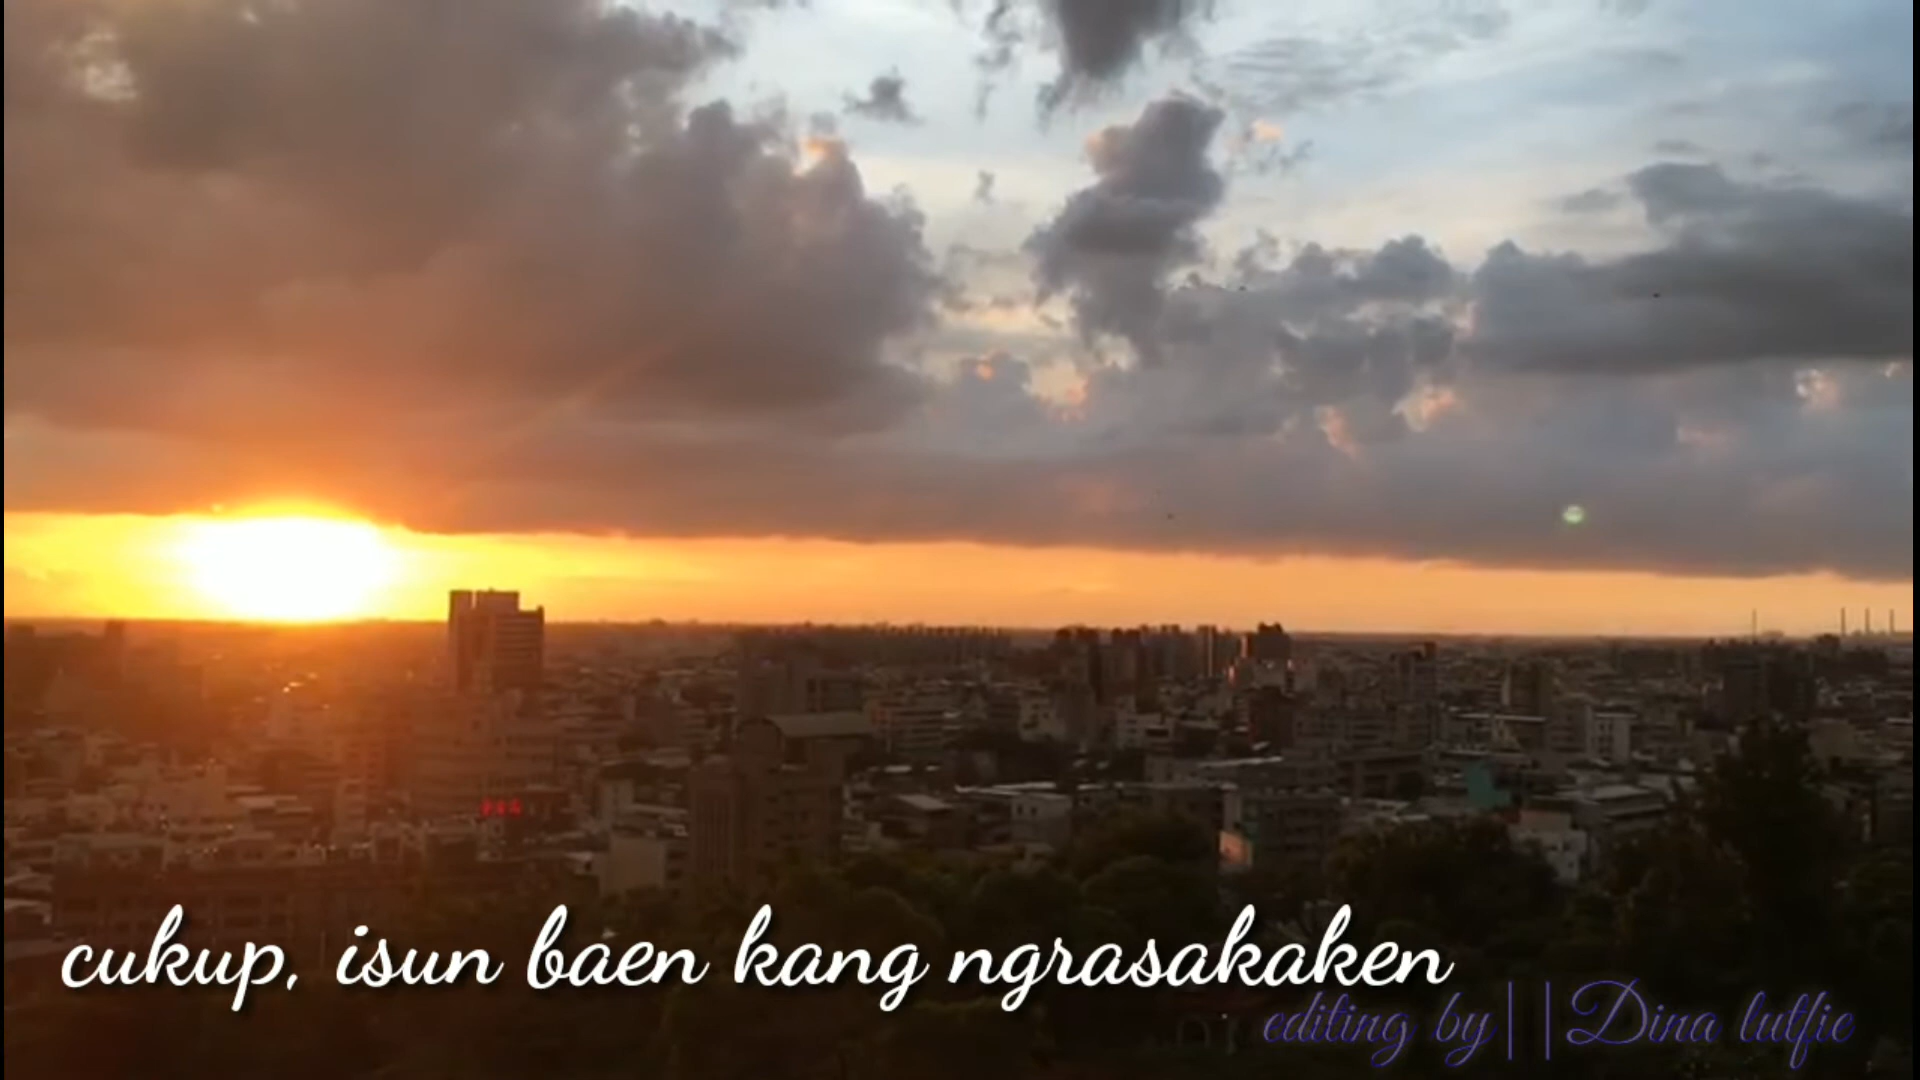 cukup, isun baen kang ngrasakaken
editing by||Dina lutfie